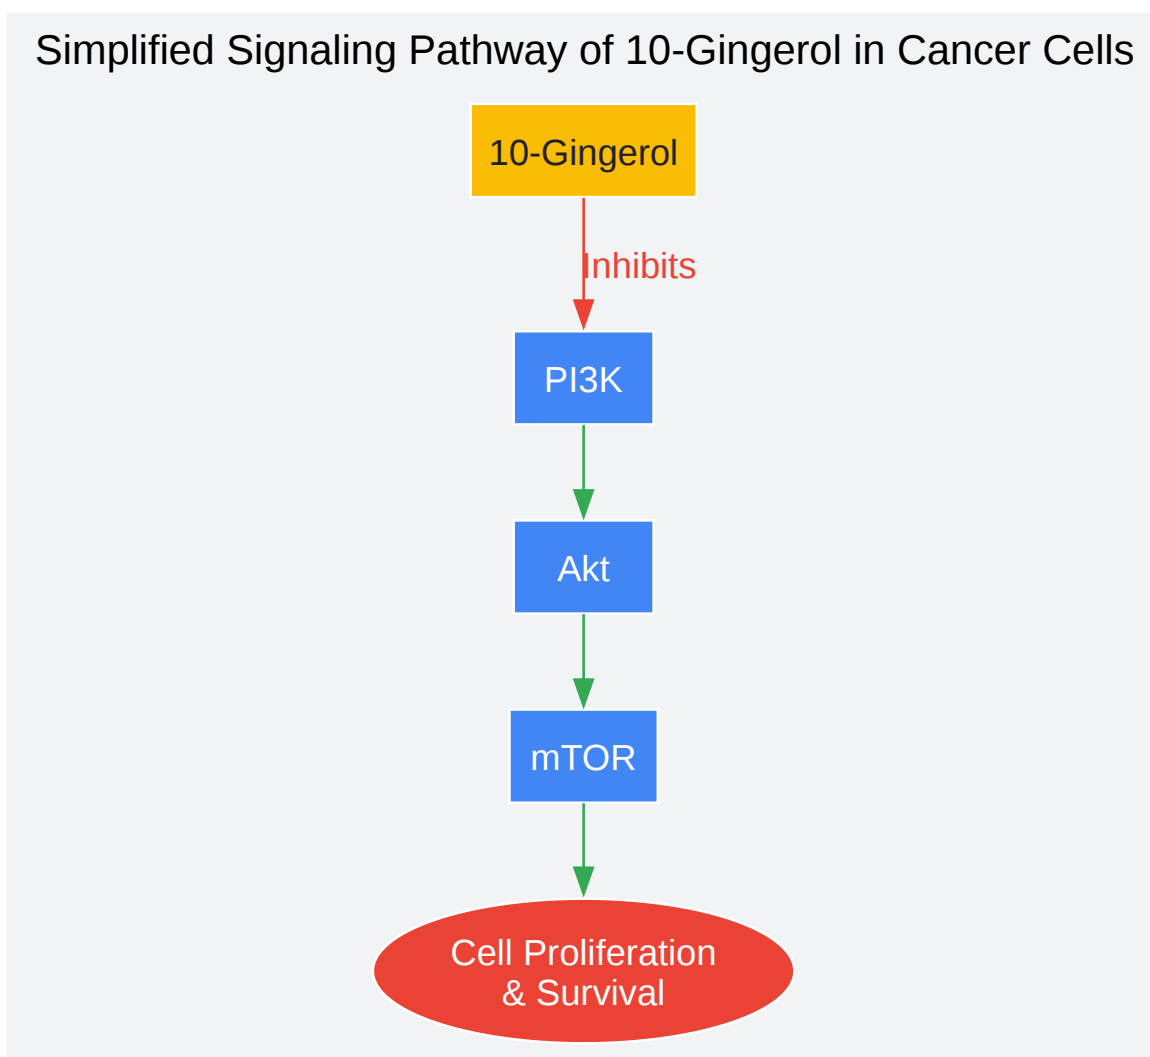 Simplified Signaling Pathway of 10-Gingerol in Cancer Cells
10-Gingerol
Inhibits
PI3K
Akt
mTOR
Cell Proliferation
& Survival